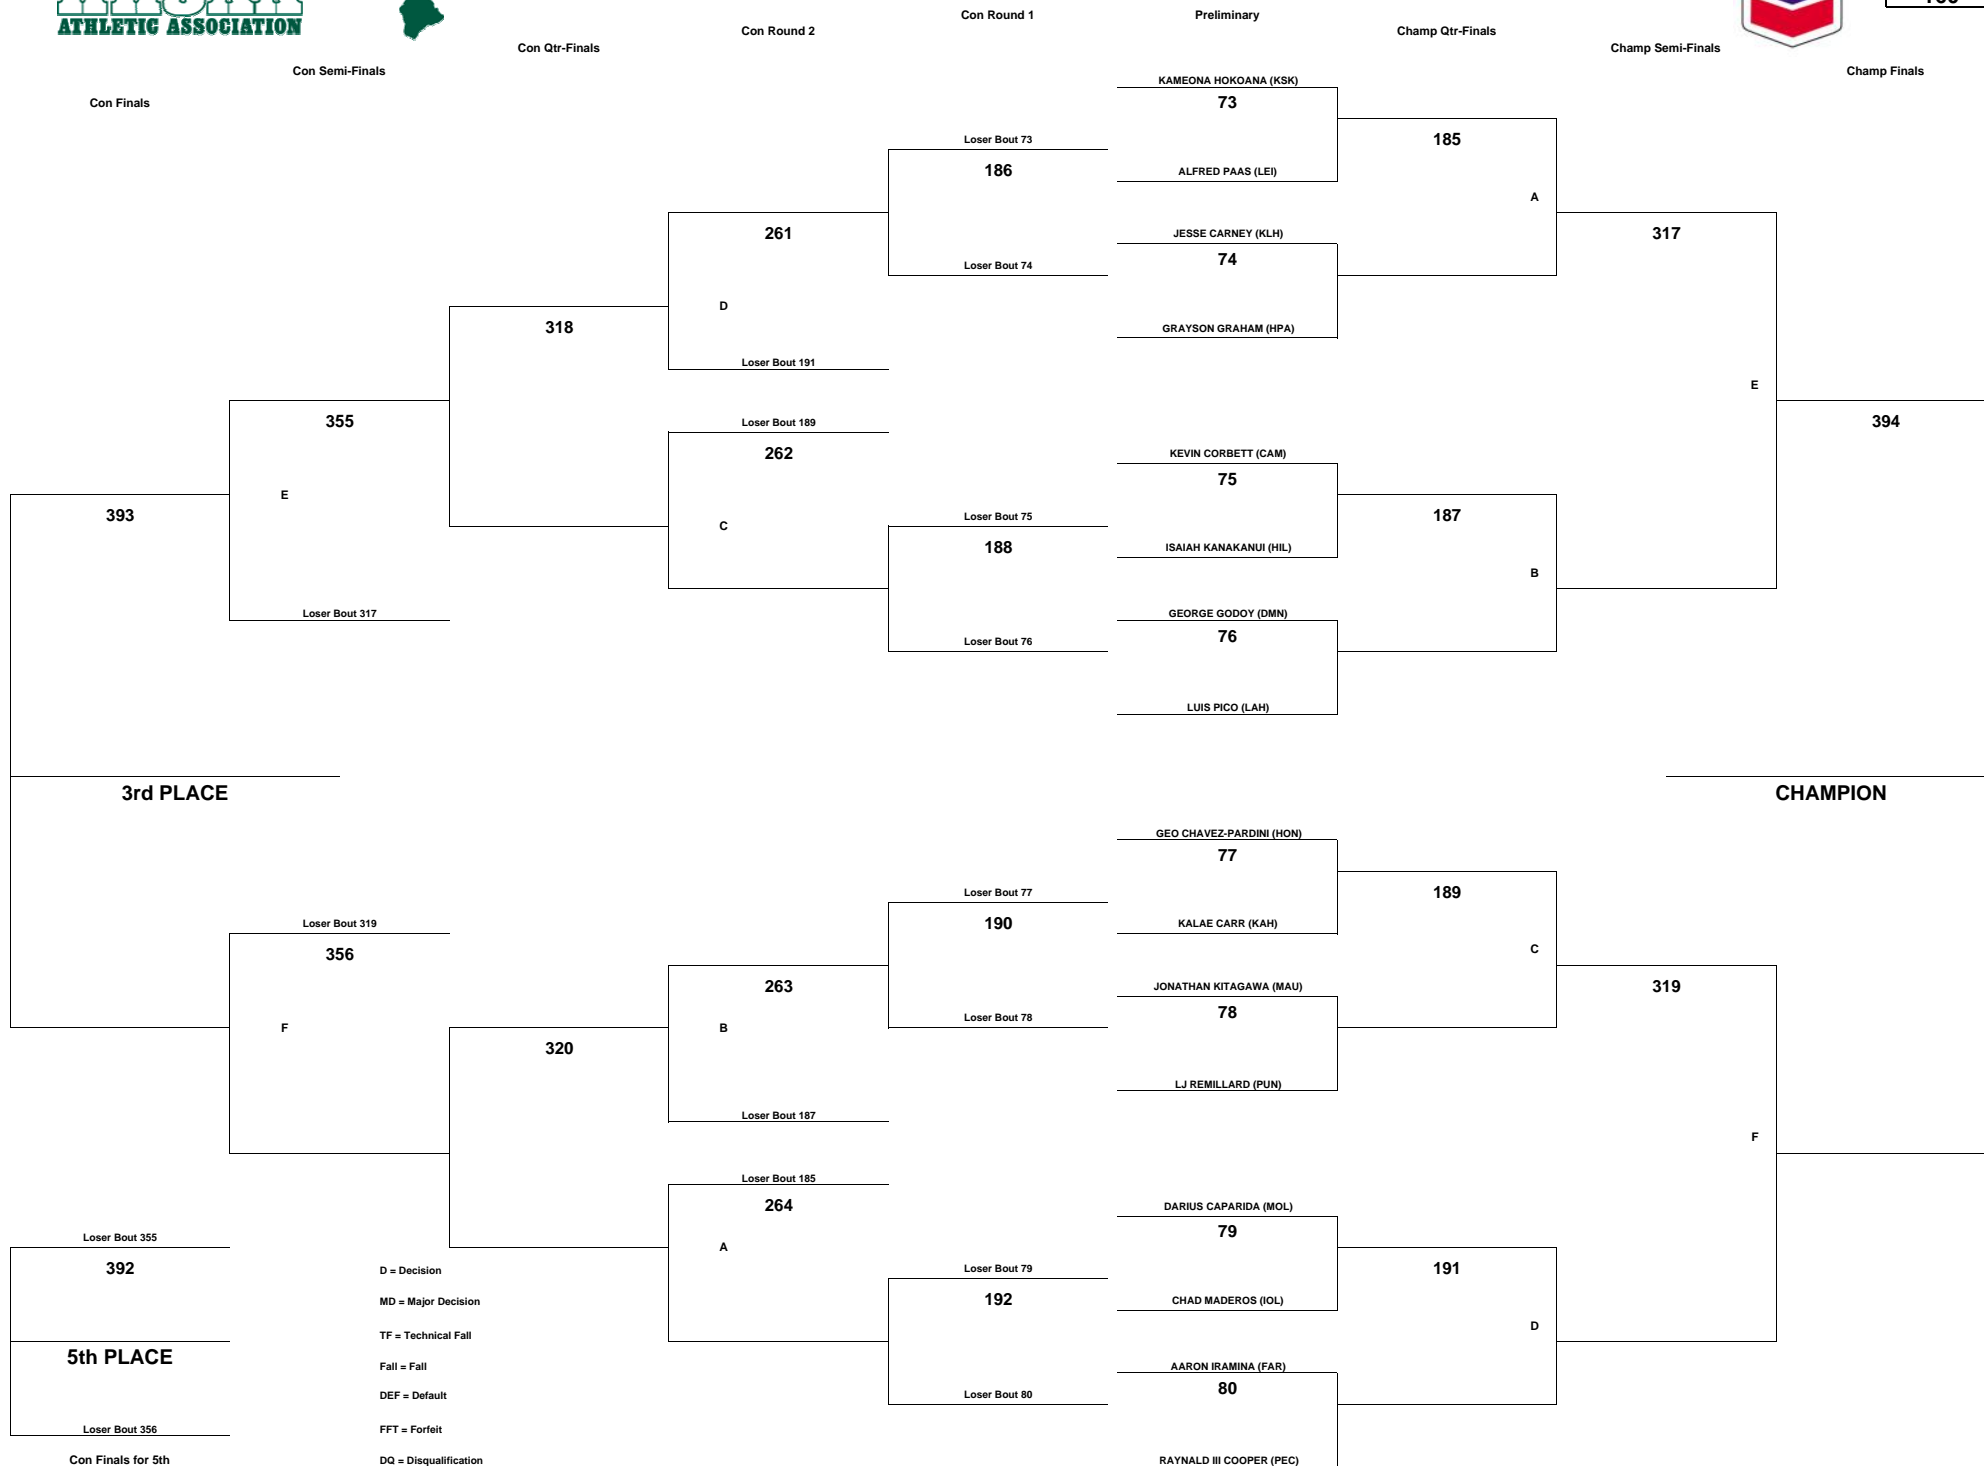 ATHLETIC ASSOCIATION
Con Round 1
Preliminary
Con Round 2
Champ Qtr-Finals
Con Qtr-Finals
Champ Semi-Finals
Con Semi-Finals
Champ Finals
Con Finals
KAMEONA HOKOANA (KSK)
73
Loser Bout 73
185
186
ALFRED PAAS (LEI)
A
261
JESSE CARNEY (KLH)
317
74
Loser Bout 74
D
318
GRAYSON GRAHAM (HPA)
Loser Bout 191
E
355
Loser Bout 189
394
262
KEVIN CORBETT (CAM)
75
E
393
Loser Bout 75
187
C
188
ISAIAH KANAKANUI (HIL)
B
Loser Bout 317
GEORGE GODOY (DMN)
76
Loser Bout 76
LUIS PICO (LAH)
3rd PLACE
CHAMPION
GEO CHAVEZ-PARDINI (HON)
77
Loser Bout 77
189
Loser Bout 319
190
KALAE CARR (KAH)
356
C
263
JONATHAN KITAGAWA (MAU)
319
78
Loser Bout 78
F
B
320
LJ REMILLARD (PUN)
Loser Bout 187
F
Loser Bout 185
264
DARIUS CAPARIDA (MOL)
79
Loser Bout 355
A
392
D = Decision
Loser Bout 79
191
MD = Major Decision
192
CHAD MADEROS (IOL)
D
TF = Technical Fall
5th PLACE
Fall = Fall
AARON IRAMINA (FAR)
80
DEF = Default
Loser Bout 80
Loser Bout 356
FFT = Forfeit
Con Finals for 5th
DQ = Disqualification
RAYNALD III COOPER (PEC)